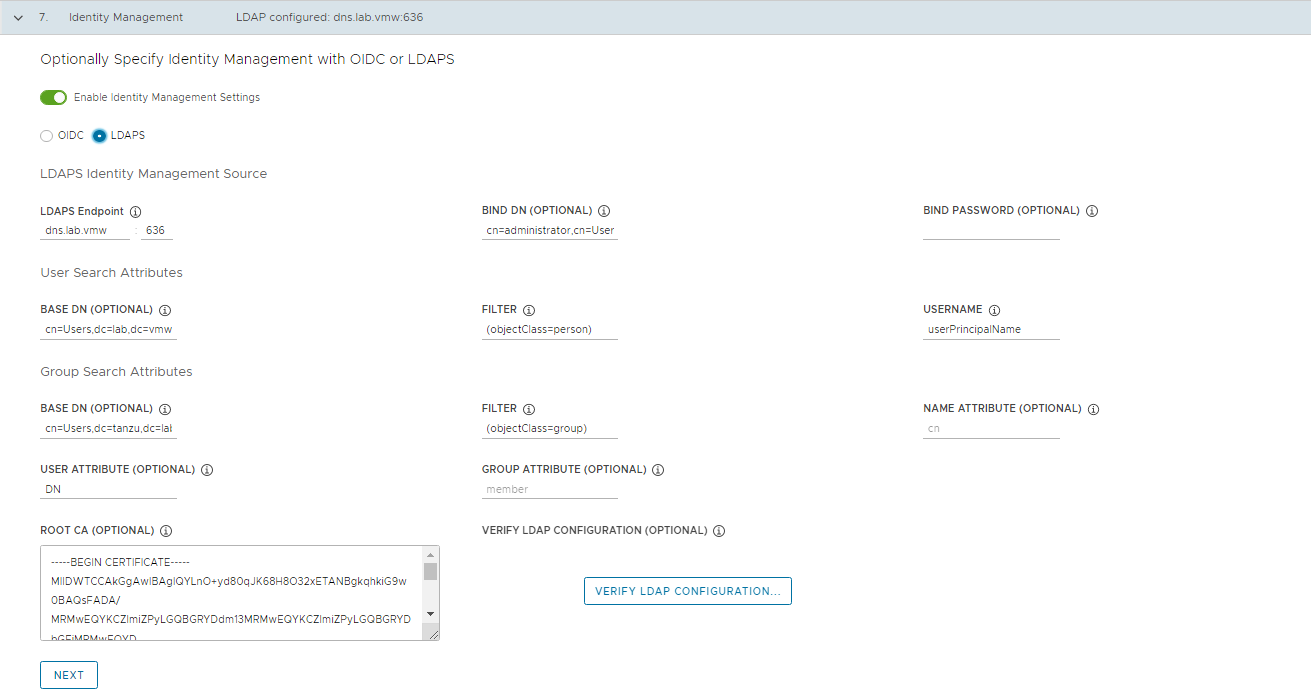 7. Identity Management LDAP configured: dns.lab.vmw:636
Optionally Specify Identity Management with OIDC or LDAPS
Enable Identity Management Settings
OIDC LDAPS
LDAPS Identity Management Source
LDAPS Endpoint BIND DN (OPTIONAL) BIND PASSWORD (OPTIONAL)
dns.lab.vmw : 636 cn=administrator,cn=User
User Search Attributes
BASE DN (OPTIONAL) FILTER USERNAME
cn=Users,dc=lab,dc=vmw (objectClass=person) userPrincipalName
Group Search Attributes
BASE DN (OPTIONAL) FILTER NAME ATTRIBUTE (OPTIONAL)
cn=Users,dc=tanzu,dc=lab (objectClass=group) cn
USER ATTRIBUTE (OPTIONAL) GROUP ATTRIBUTE (OPTIONAL)
DN member
ROOT CA (OPTIONAL) VERIFY LDAP CONFIGURATION (OPTIONAL)
-----BEGIN CERTIFICATE-----
MIIDWTCCAkGgAwIBAgIQYLnO+yd80qJK68H8O32xETANBgkqhkiG9w
0BAQsFADA/
MRMwEQYKCZImiZPyLGQBGRYDdm13MRMwEQYKCZImiZPyLGQBGRYD
VERIFY LDAP CONFIGURATION...
NEXT